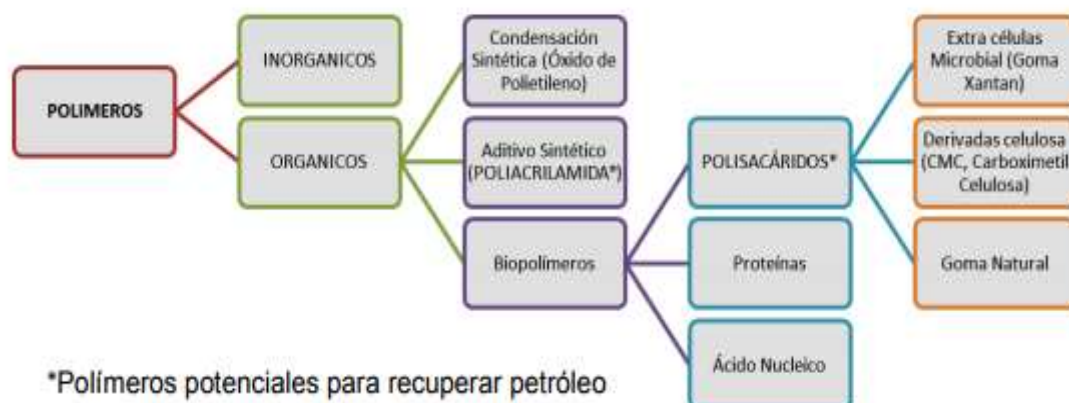 POLIMEROS
INORGANICOS
ORGANICOS
Condensación
Sintética (Óxido de
Polietileno)
Aditivo Sintético
(POLIACRILAMIDA*)
Biopolímeros
POLISACÁRIDOS*
Proteínas
Ácido Nucleico
Extra células
Microbial (Goma
Xantan)
Derivadas celulosa
(CMC, Carboximetil
Celulosa)
Goma Natural
*Polímeros potenciales para recuperar petróleo